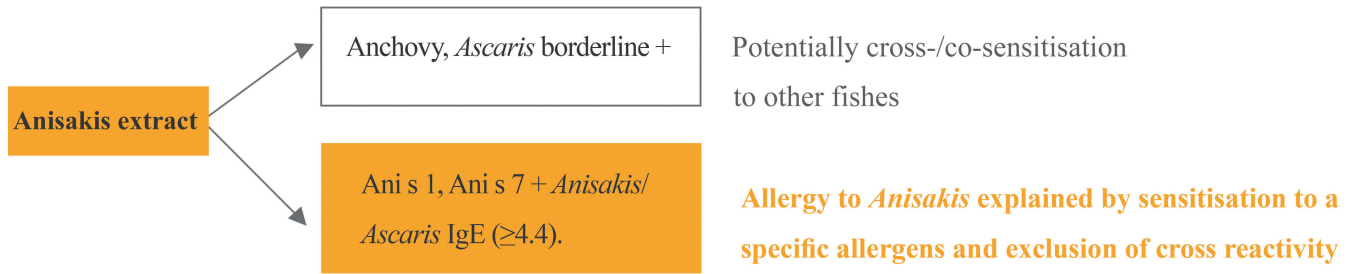 Anisakis extract
Anchovy, Ascaris borderline +
Potentially cross-/co-sensitisation
to other fishes
Ani s 1, Ani s 7 + Anisakis/
Ascaris IgE (≥4.4).
Allergy to Anisakis explained by sensitisation to a
specific allergens and exclusion of cross reactivity